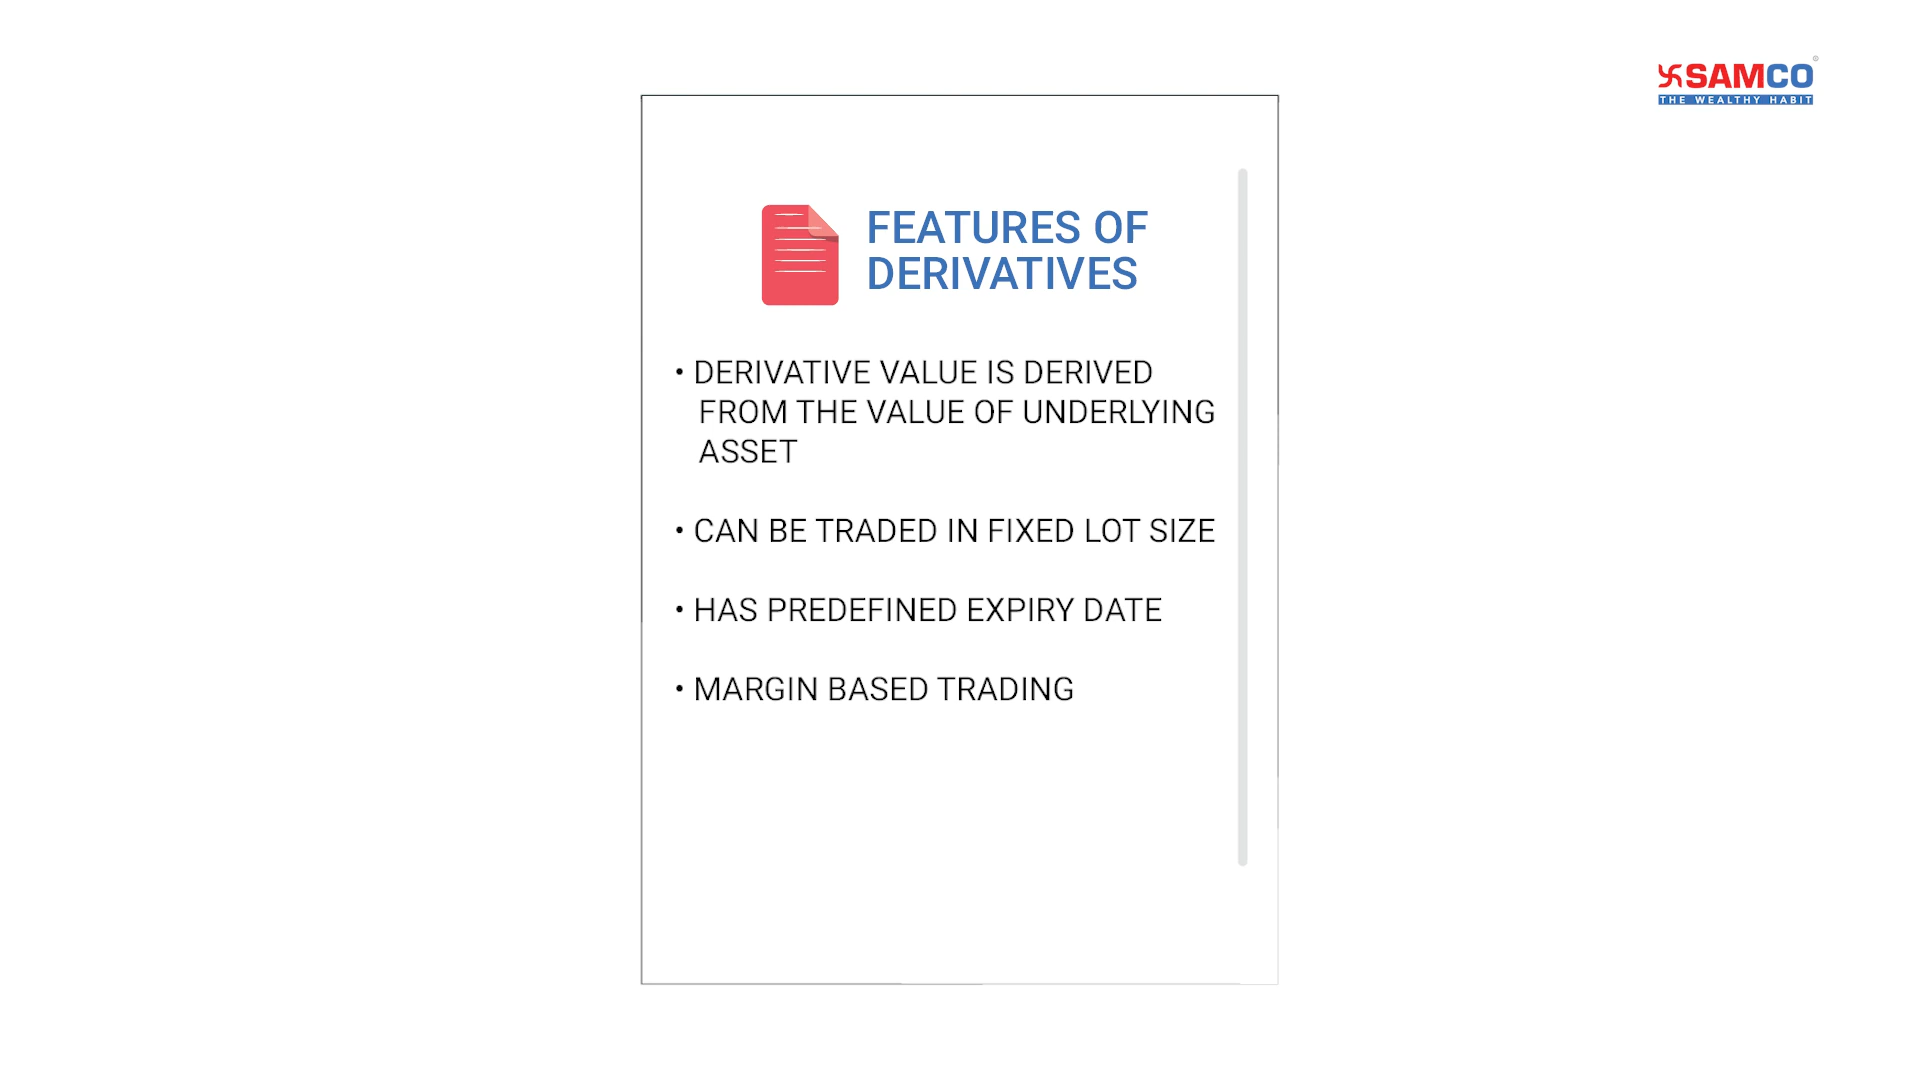 SAMCO
THE WEALTHY HABIT
FEATURES OF
DERIVATIVES
• DERIVATIVE VALUE IS DERIVED
FROM THE VALUE OF UNDERLYING
ASSET
• CAN BE TRADED IN FIXED LOT SIZE
• HAS PREDEFINED EXPIRY DATE
• MARGIN BASED TRADING